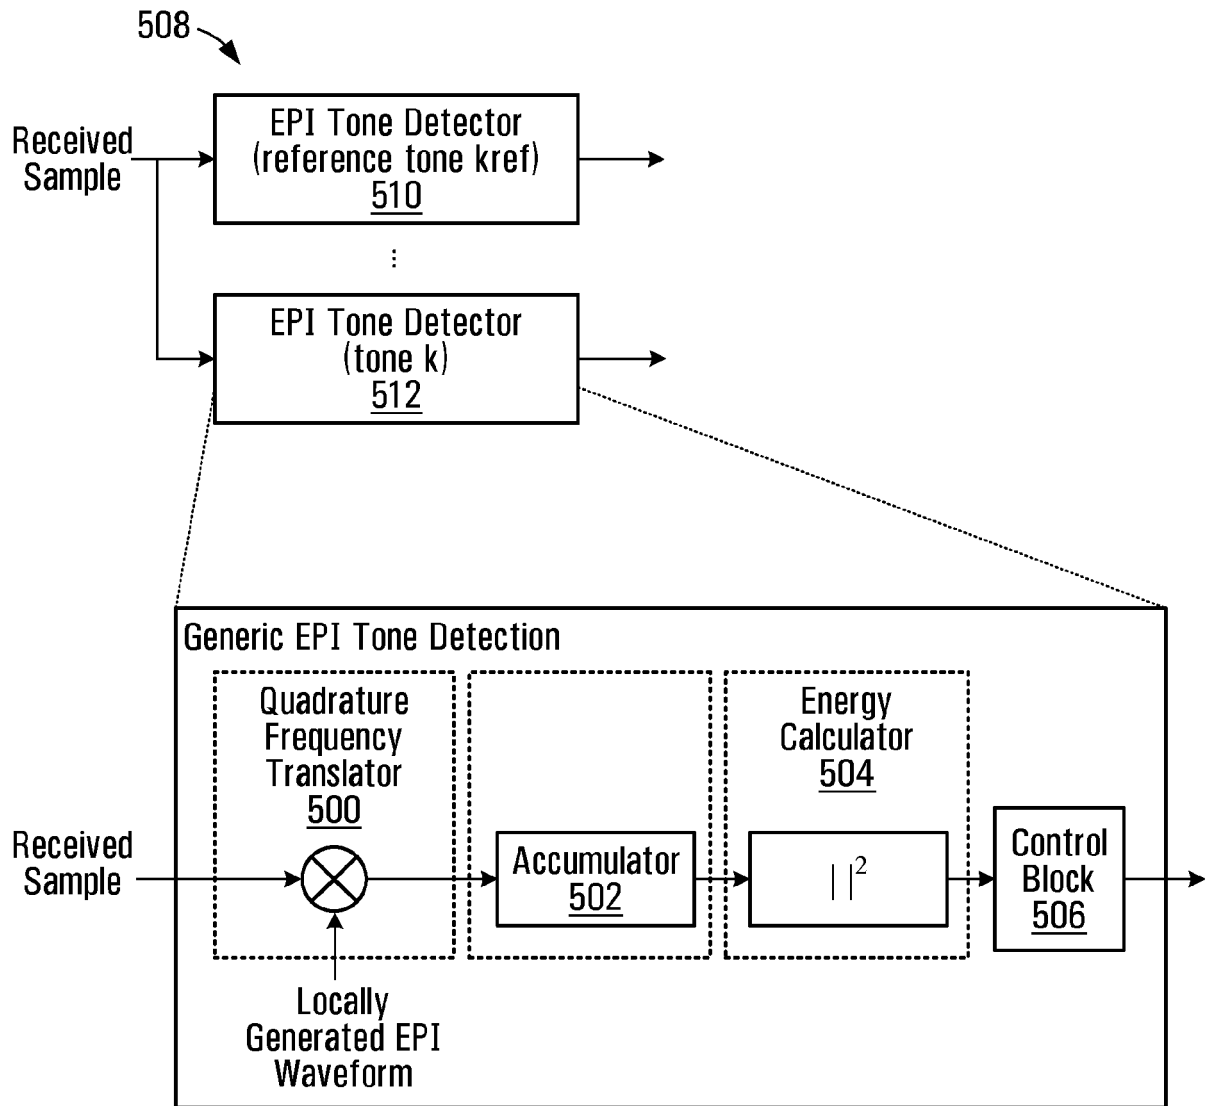 508
Received
Sample
EPI Tone Detector
(reference tone kref)
510
⋮
EPI Tone Detector
(tone k)
512
Generic EPI Tone Detection
Quadrature
Frequency
Translator
500
Energy
Calculator
504
Received
Sample
Accumulator
502
| |²
Control
Block
506
Locally
Generated EPI
Waveform